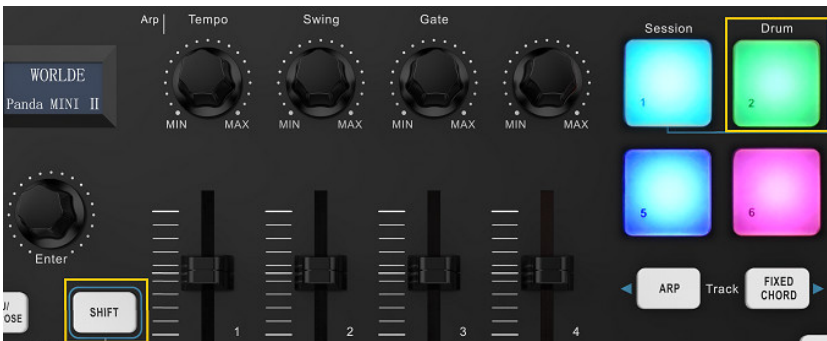 Arp Tempo Swing Gate
Session Drum
WORLDE
Panda MINI II
MIN MAX MIN MAX MIN MAX MIN MAX
1 2
5 6
Enter
SHIFT
ARP Track FIXED CHORD
1 2 3 4